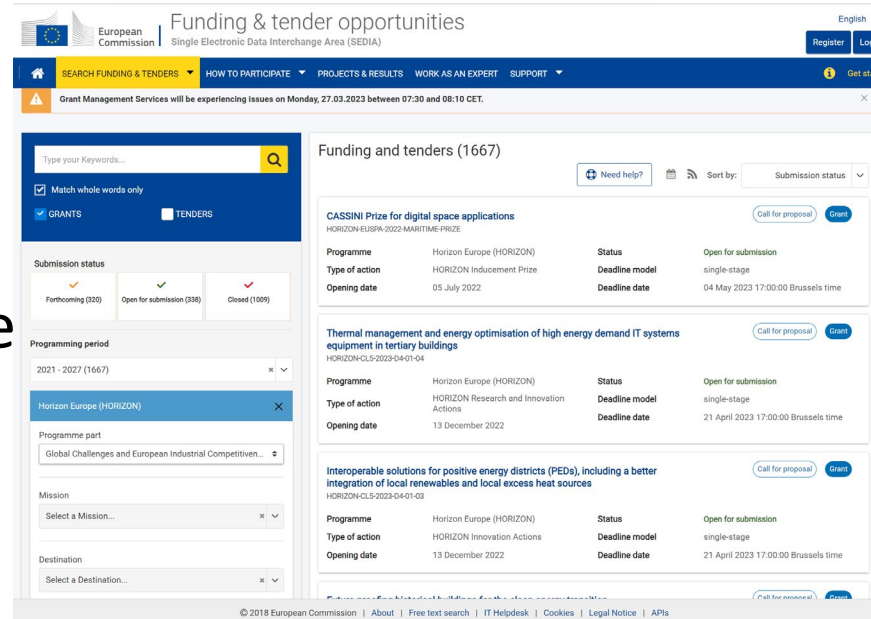 European
Commission
Funding & tender opportunities
Single Electronic Data Interchange Area (SEDIA)
English
Register
SEARCH FUNDING & TENDERS
HOW TO PARTICIPATE
PROJECTS & RESULTS
WORK AS AN EXPERT
SUPPORT
Get
Grant Management Services will be experiencing issues on Monday, 27.03.2023 between 07:30 and 08:10 CET.
Type your Keywords...
Match whole words only
GRANTS
TENDERS
Submission status
Forthcoming (320)
Open for submission (338)
Closed (1009)
e
Programming period
2021 - 2027 (1667)
Horizon Europe (HORIZON)
Programme part
Global Challenges and European Industrial Competitiven...
Mission
Select a Mission...
Destination
Select a Destination...
Funding and tenders (1667)
Need help?
Sort by:
Submission status
CASSINI Prize for digital space applications
Call for proposal
Grant
HORIZON-EUSPA-2022-MARITIME-PRIZE
Programme Horizon Europe (HORIZON) Status Open for submission
Type of action HORIZON Inducement Prize Deadline model single-stage
Opening date 05 July 2022 Deadline date 04 May 2023 17:00:00 Brussels time
Thermal management and energy optimisation of high energy demand IT systems
equipment in tertiary buildings
Call for proposal
Grant
HORIZON-CL5-2023-D4-01-04
Programme Horizon Europe (HORIZON) Status Open for submission
Type of action HORIZON Research and Innovation Deadline model single-stage
Actions
Opening date 13 December 2022 Deadline date 21 April 2023 17:00:00 Brussels time
Interoperable solutions for positive energy districts (PEDs), including a better
integration of local renewables and local excess heat sources
Call for proposal
Grant
HORIZON-CL5-2023-D4-01-03
Programme Horizon Europe (HORIZON) Status Open for submission
Type of action HORIZON Innovation Actions Deadline model single-stage
Opening date 13 December 2022 Deadline date 21 April 2023 17:00:00 Brussels time
© 2018 European Commission | About | Free text search | IT Helpdesk | Cookies | Legal Notice | APIs